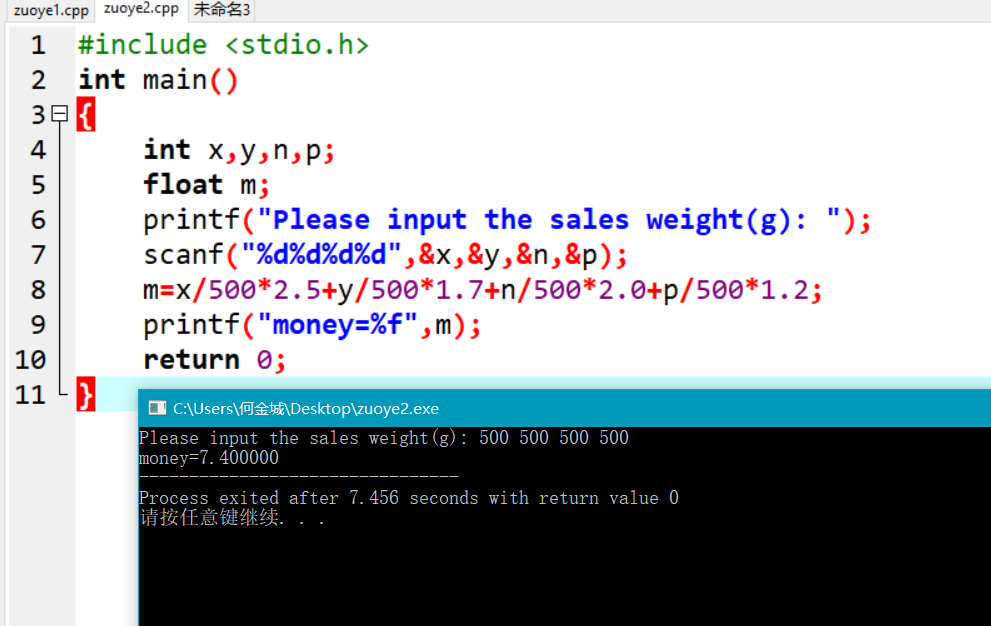 zuoye1.cpp zuoye2.cpp 未命名3
1 #include <stdio.h>
2 int main()
3 {
4 int x,y,n,p;
5 float m;
6 printf("Please input the sales weight(g): ");
7 scanf("%d%d%d%d",&x,&y,&n,&p);
8 m=x/500*2.5+y/500*1.7+n/500*2.0+p/500*1.2;
9 printf("money=%f",m);
10 return 0;
11 }
C:\Users\何金城\Desktop\zuoye2.exe
Please input the sales weight(g): 500 500 500 500
money=7.400000
--------------------------------
Process exited after 7.456 seconds with return value 0
请按任意键继续. . .